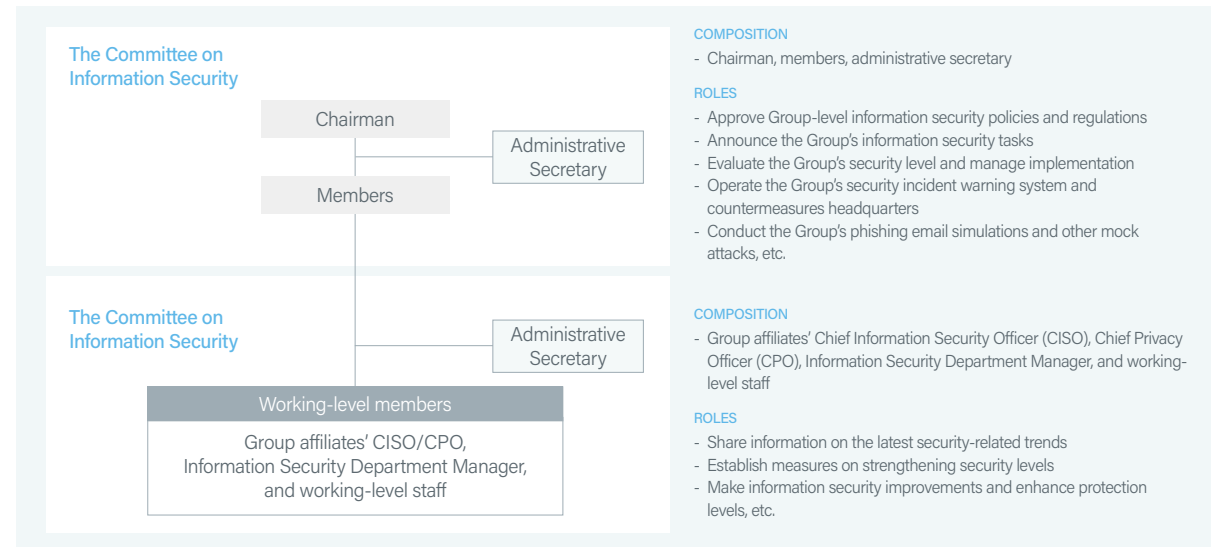 The Committee on
Information Security
Chairman
Administrative
Secretary
Members
COMPOSITION
- Chairman, members, administrative secretary
ROLES
- Approve Group-level information security policies and regulations
- Announce the Group's information security tasks
- Evaluate the Group's security level and manage implementation
- Operate the Group's security incident warning system and
countermeasures headquarters
- Conduct the Group's phishing email simulations and other mock
attacks, etc.
The Committee on
Information Security
Administrative
Secretary
Working-level members
Group affiliates' CISO/CPO,
Information Security Department Manager,
and working-level staff
COMPOSITION
- Group affiliates' Chief Information Security Officer (CISO), Chief Privacy
Officer (CPO), Information Security Department Manager, and working-
level staff
ROLES
- Share information on the latest security-related trends
- Establish measures on strengthening security levels
- Make information security improvements and enhance protection
levels, etc.